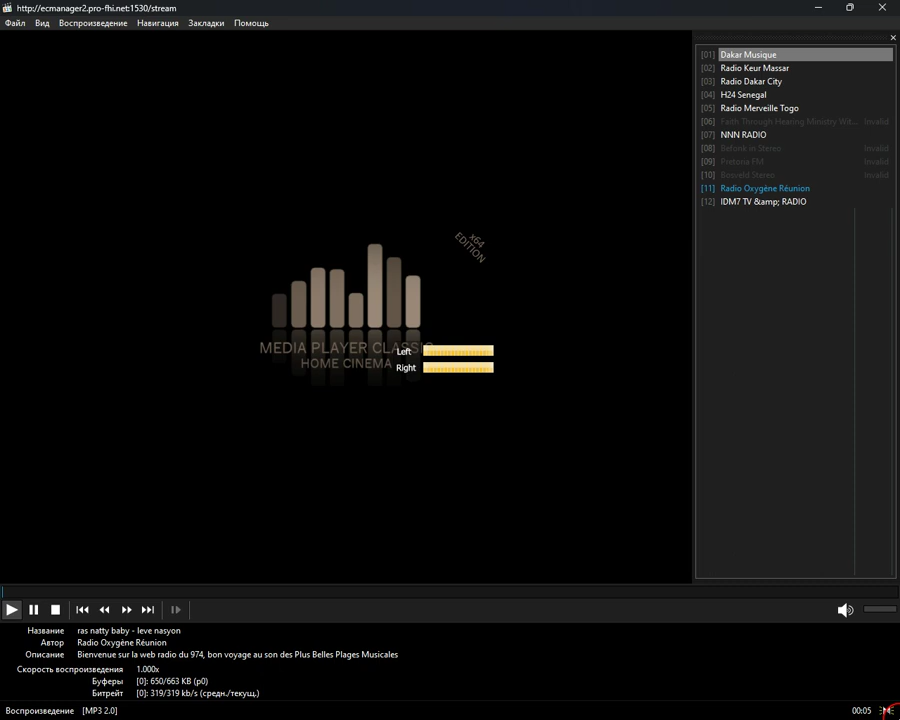 http://ecmanager2.pro-fhi.net:1530/stream
Файл Вид Воспроизведение Навигация Закладки Помощь
[01] Dakar Musique
[02] Radio Keur Massar
[03] Radio Dakar City
[04] H24 Senegal
[05] Radio Merveille Togo
[06] Faith Through Hearing Ministry Wit... Invalid
[07] NNN RADIO
[08] Befonk in Stereo Invalid
[09] Pretoria FM Invalid
[10] Bosveld Stereo Invalid
[11] Radio Oxygène Réunion
[12] IDM7 TV &amp; RADIO
x64
EDITION
MEDIA PLAYER CLASSIC
HOME CINEMA
Left
Right
Название ras natty baby - leve nasyon
Автор Radio Oxygène Réunion
Описание Bienvenue sur la web radio du 974, bon voyage au son des Plus Belles Plages Musicales
Скорость воспроизведения 1.000x
Буферы [0]: 650/663 KB (p0)
Битрейт [0]: 319/319 kb/s (средн./текущ.)
Воспроизведение [MP3 2.0] 00:05